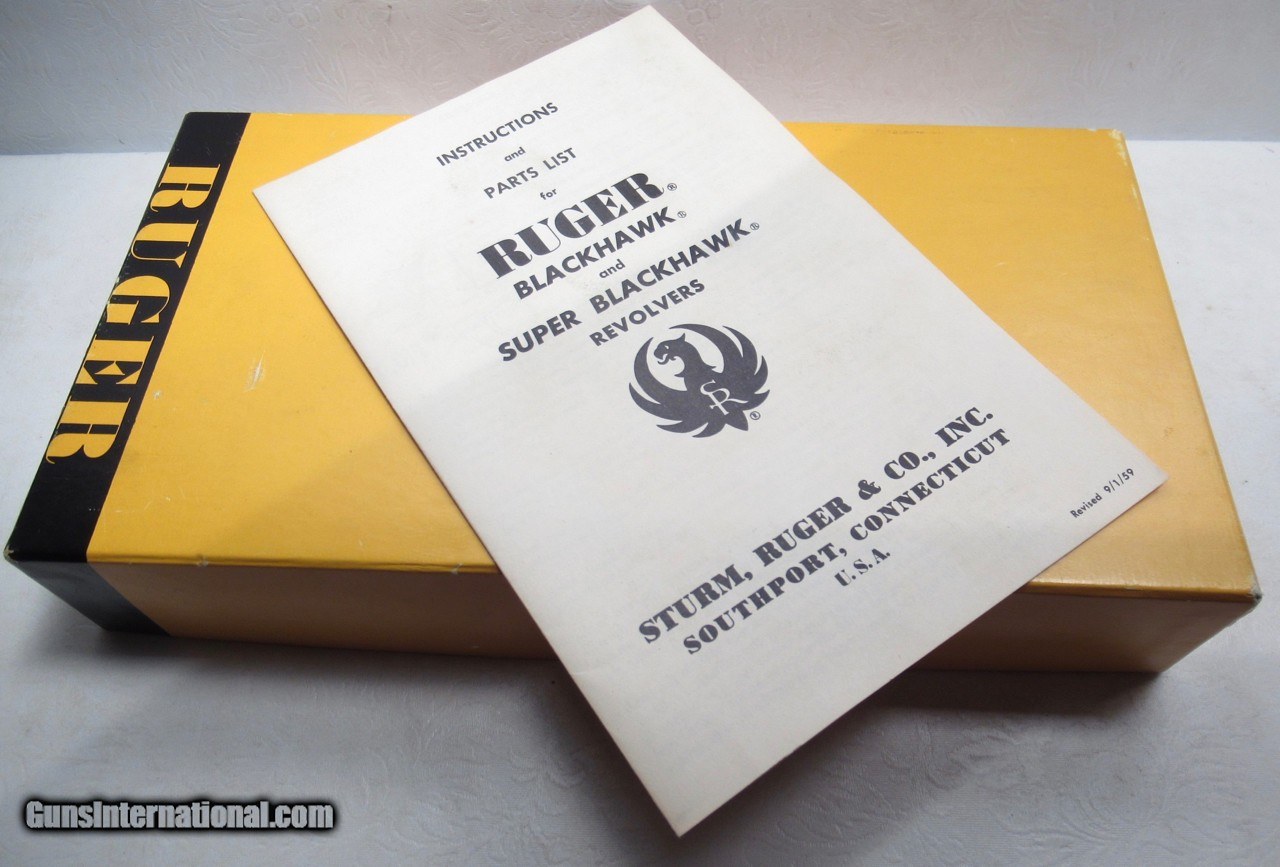 RUGER
INSTRUCTIONS
and
PARTS LIST
for
RUGER®
BLACKHAWK®
and
SUPER BLACKHAWK®
REVOLVERS
SR
®
STURM, RUGER & CO., INC.
SOUTHPORT, CONNECTICUT
U.S.A.
Revised 9/1/59
GunsInternational.com